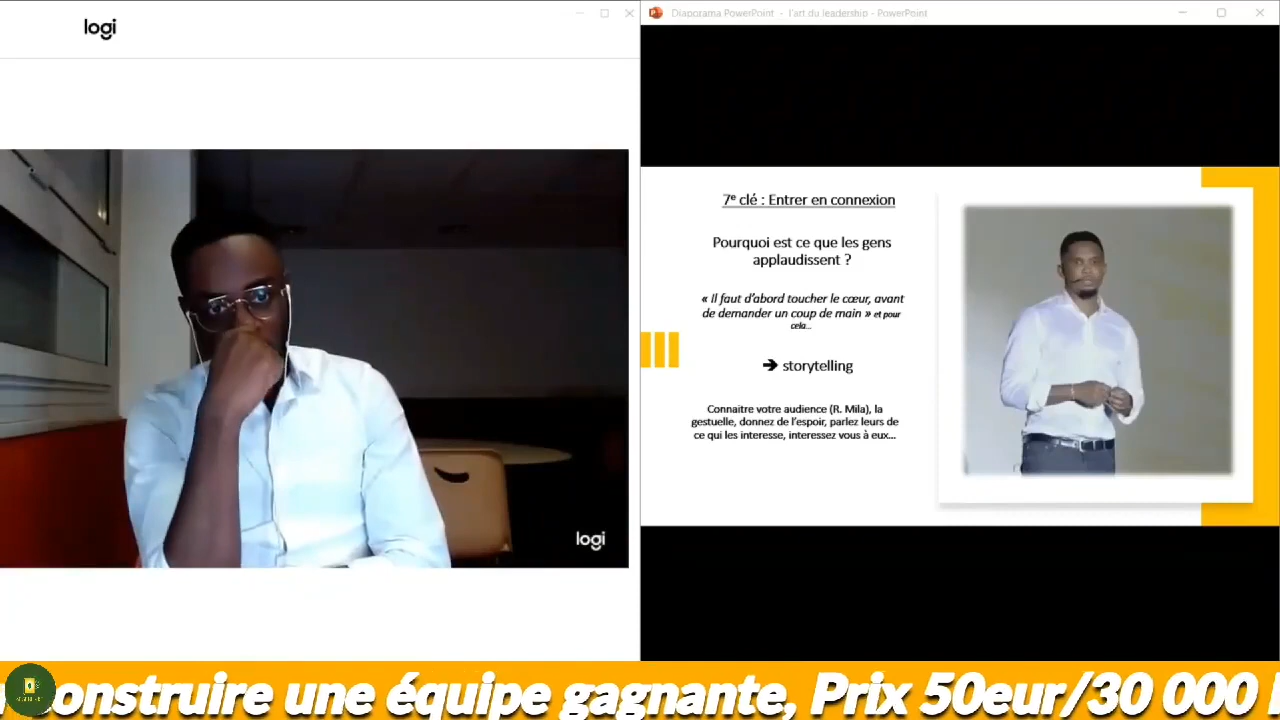 logi
Diaporama PowerPoint - l'art du leadership - PowerPoint
7e clé : Entrer en connexion
Pourquoi est ce que les gens
applaudissent ?
« Il faut d'abord toucher le cœur, avant
de demander un coup de main » et pour
cela...
➔ storytelling
Connaitre votre audience (R. Mila), la
gestuelle, donnez de l'espoir, parlez leurs de
ce qui les interesse, interessez vous à eux...
logi
onstruire une équipe gagnante, Prix 50eur/30 000